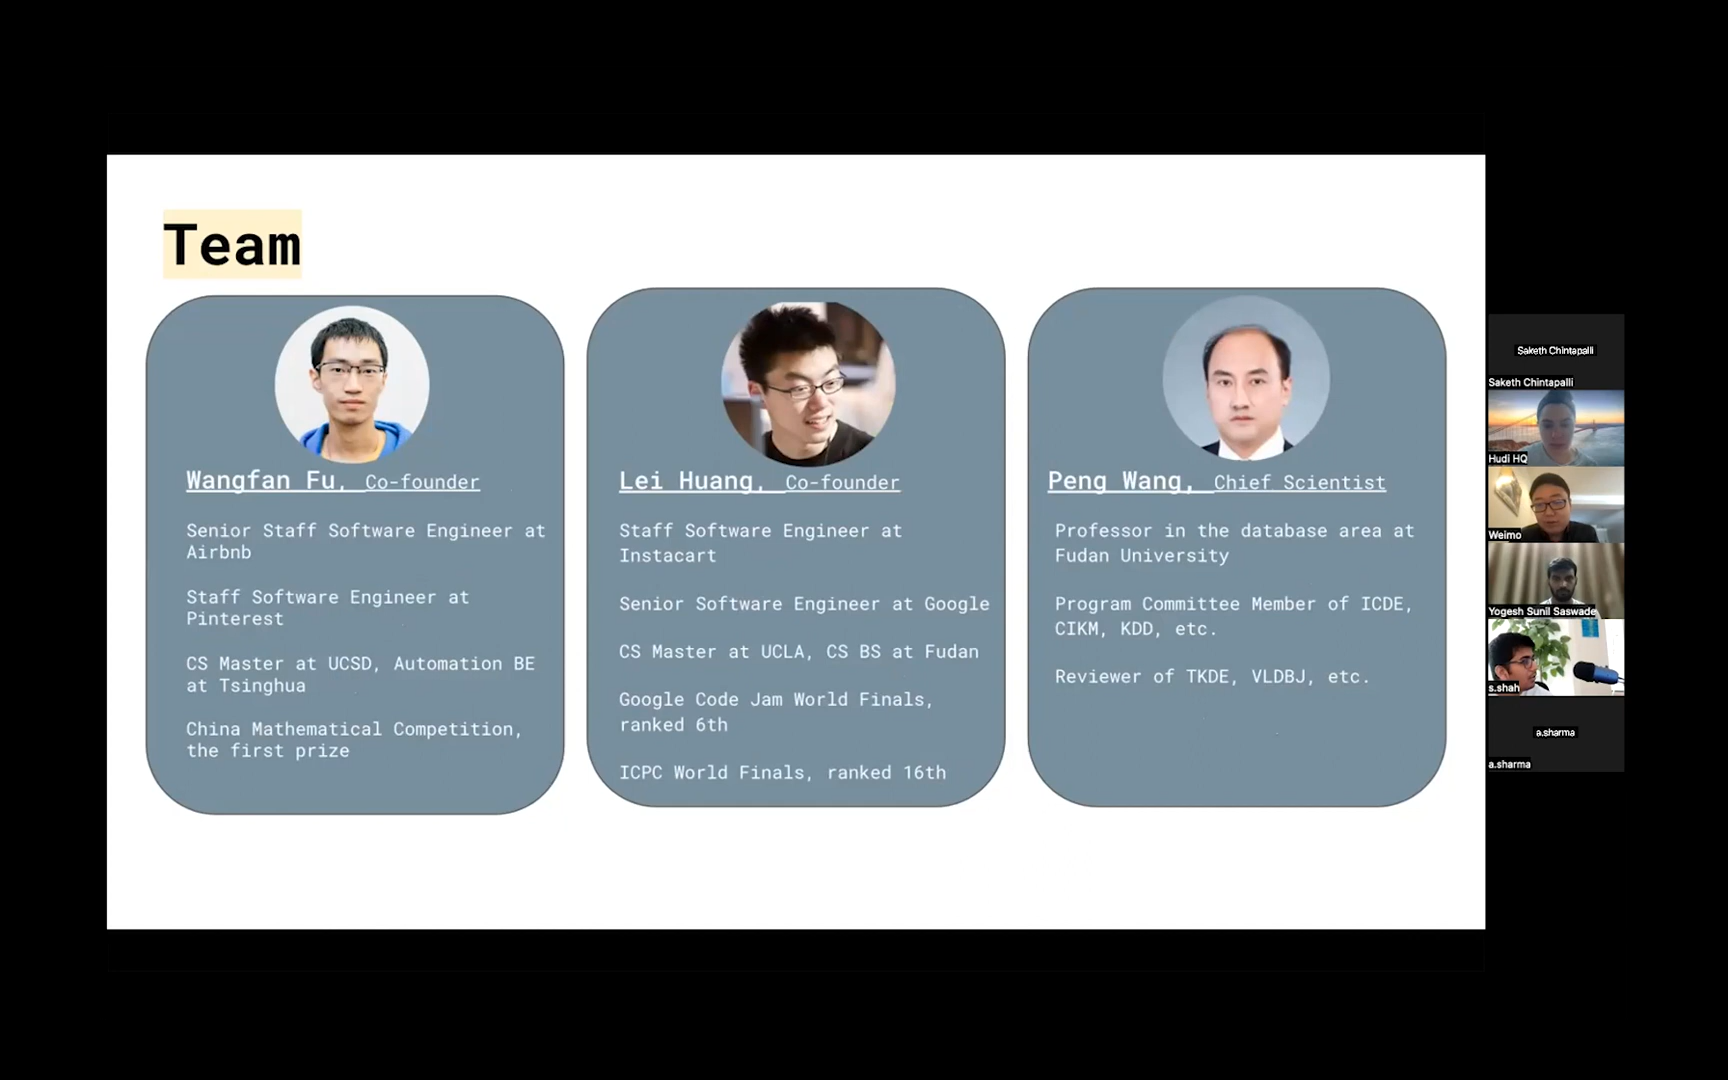 Team
Wangfan Fu, Co-founder
Senior Staff Software Engineer at
Airbnb
Staff Software Engineer at
Pinterest
CS Master at UCSD, Automation BE
at Tsinghua
China Mathematical Competition,
the first prize
Lei Huang, Co-founder
Staff Software Engineer at
Instacart
Senior Software Engineer at Google
CS Master at UCLA, CS BS at Fudan
Google Code Jam World Finals,
ranked 6th
ICPC World Finals, ranked 16th
Peng Wang, Chief Scientist
Professor in the database area at
Fudan University
Program Committee Member of ICDE,
CIKM, KDD, etc.
Reviewer of TKDE, VLDBJ, etc.
Saketh Chintapalli
Saketh Chintapalli
Hudi HQ
Weimo
Yogesh Sunil Saswade
s.shah
a.sharma
a.sharma